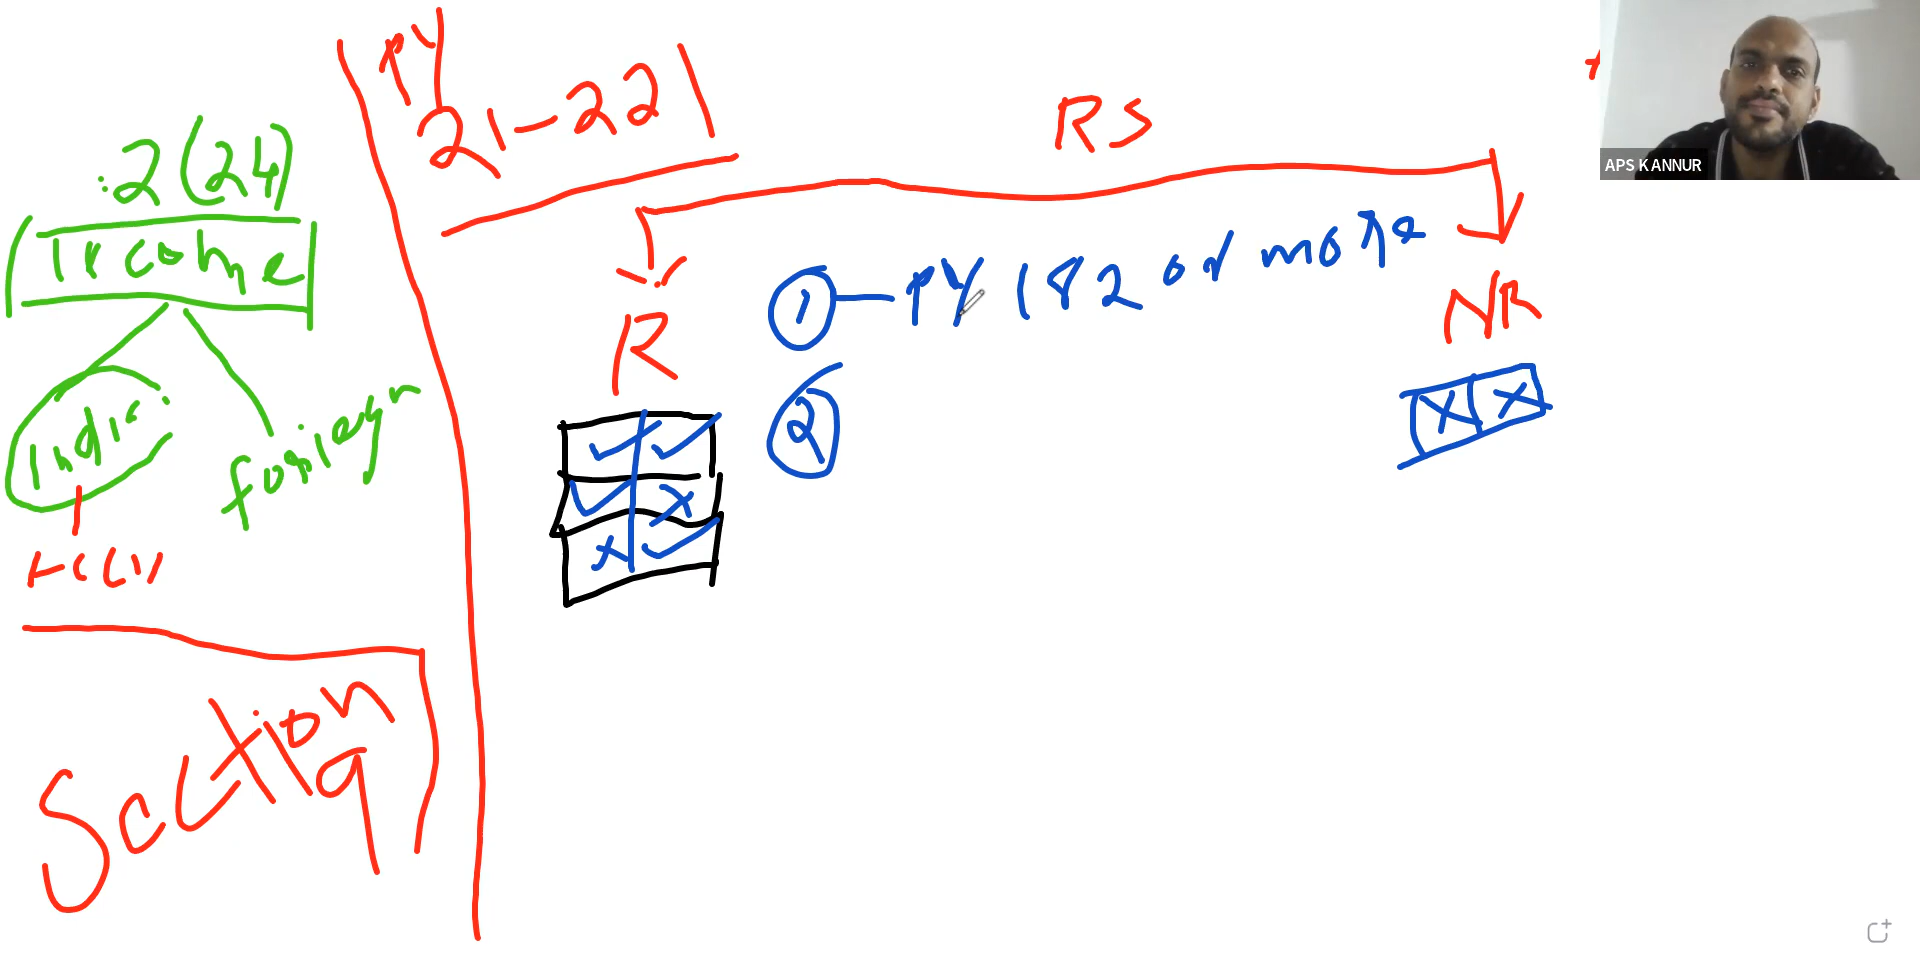 :2(24)
Income
India
foriegn
Section
9
PY
21-22
RS
R
NR
1 - PY 182 or more
2
APS KANNUR